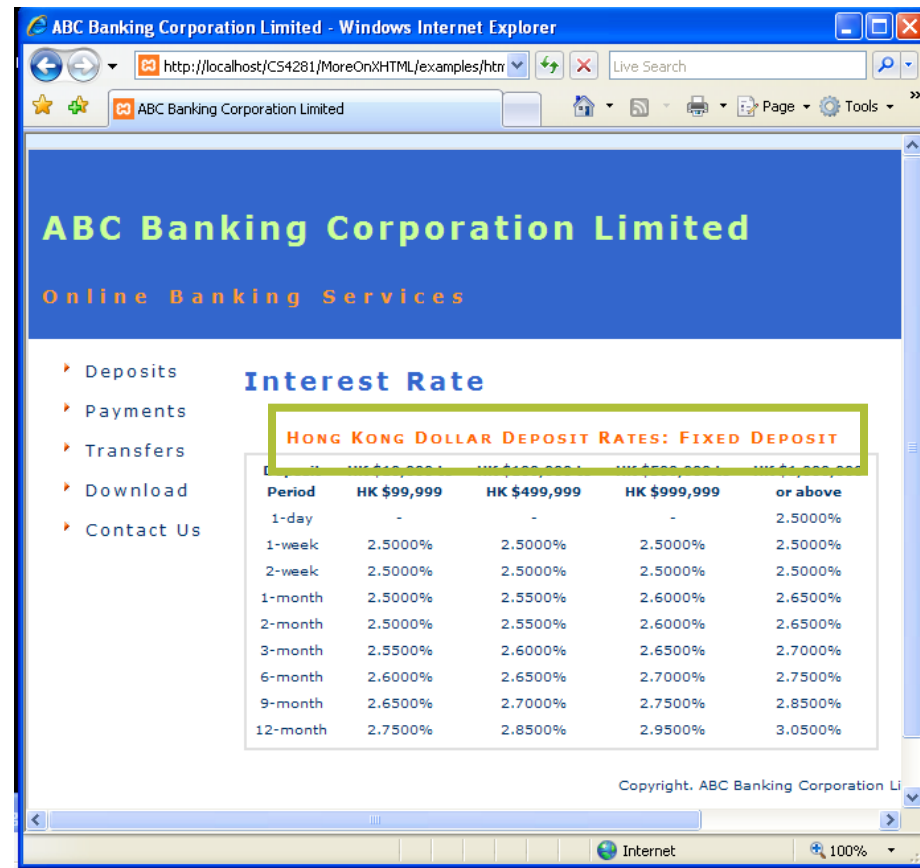 ABC Banking Corporation Limited - Windows Internet Explorer
http://localhost/CS4281/MoreOnXHTML/examples/htm
Live Search
ABC Banking Corporation Limited
Page
Tools
»
ABC Banking Corporation Limited
Online Banking Services
Deposits
Payments
Transfers
Download
Contact Us
Interest Rate
HONG KONG DOLLAR DEPOSIT RATES: FIXED DEPOSIT
Period HK $99,999 HK $499,999 HK $999,999 or above
1-day - - - 2.5000%
1-week 2.5000% 2.5000% 2.5000% 2.5000%
2-week 2.5000% 2.5000% 2.5000% 2.5000%
1-month 2.5000% 2.5500% 2.6000% 2.6500%
2-month 2.5000% 2.5500% 2.6000% 2.6500%
3-month 2.5500% 2.6000% 2.6500% 2.7000%
6-month 2.6000% 2.6500% 2.7000% 2.7500%
9-month 2.6500% 2.7000% 2.7500% 2.8500%
12-month 2.7500% 2.8500% 2.9500% 3.0500%
Copyright. ABC Banking Corporation Li
Internet
100%